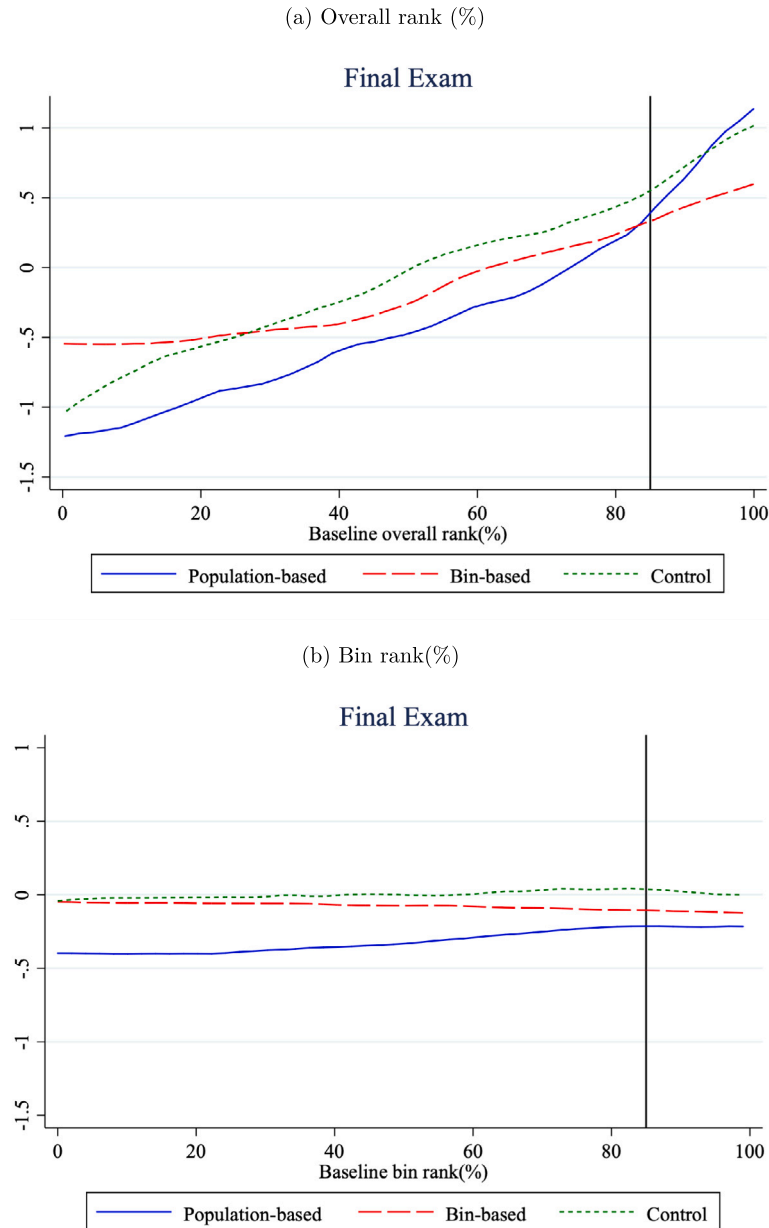 (a) Overall rank (%)
Final Exam
1
.5
0
-.5
-1
-1.5
0 20 40 60 80 100
Baseline overall rank(%)
Population-based Bin-based Control
(b) Bin rank(%)
Final Exam
1
.5
0
-.5
-1
-1.5
0 20 40 60 80 100
Baseline bin rank(%)
Population-based Bin-based Control